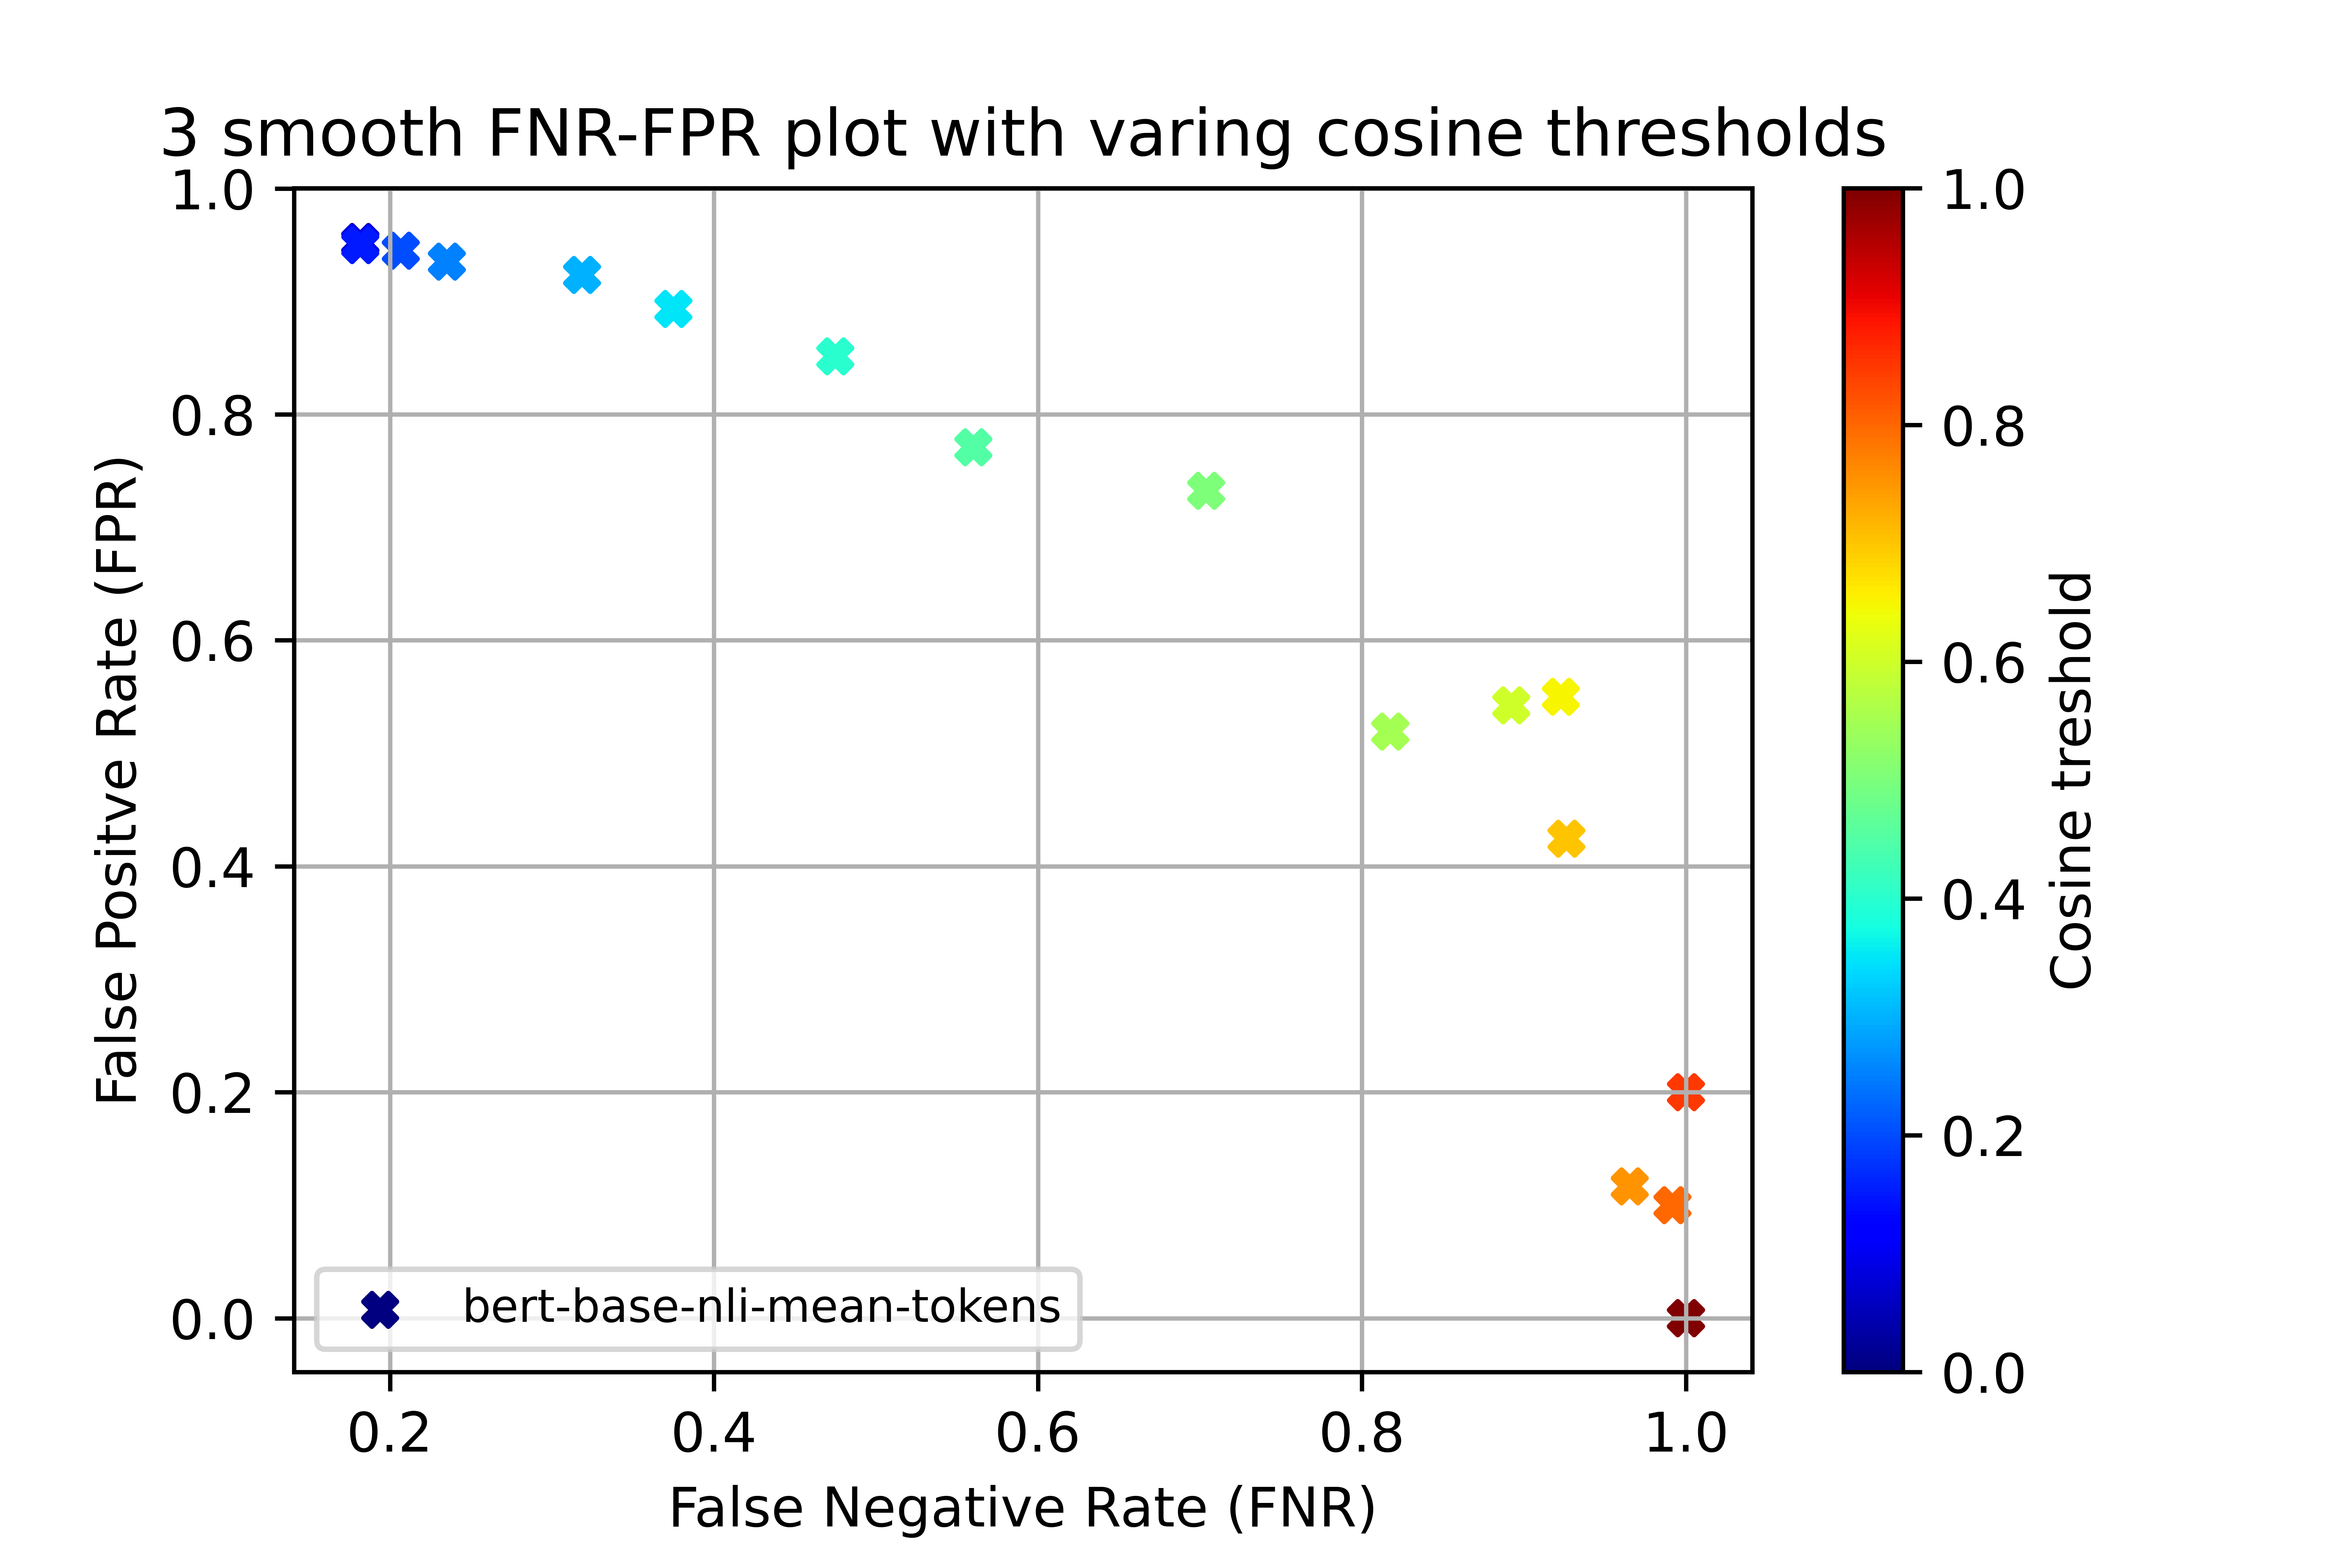 3 smooth FNR-FPR plot with varing cosine thresholds
1.0
0.8
0.6
0.4
0.2
0.0
False Positve Rate (FPR)
bert-base-nli-mean-tokens
0.2 0.4 0.6 0.8 1.0
False Negative Rate (FNR)
1.0
0.8
0.6
0.4
0.2
0.0
Cosine treshold